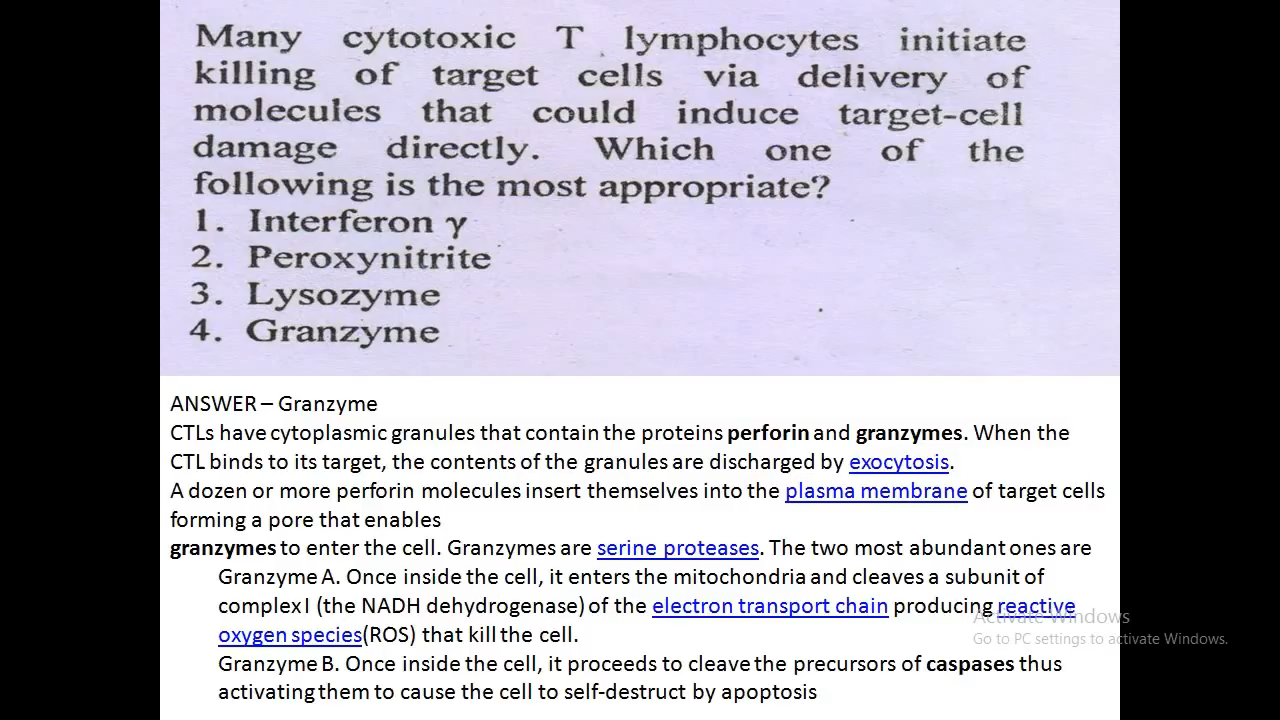 Many cytotoxic T lymphocytes initiate
killing of target cells via delivery of
molecules that could induce target-cell
damage directly. Which one of the
following is the most appropriate?
1. Interferon γ
2. Peroxynitrite
3. Lysozyme
4. Granzyme
ANSWER – Granzyme
CTLs have cytoplasmic granules that contain the proteins perforin and granzymes. When the
CTL binds to its target, the contents of the granules are discharged by exocytosis.
A dozen or more perforin molecules insert themselves into the plasma membrane of target cells
forming a pore that enables
granzymes to enter the cell. Granzymes are serine proteases. The two most abundant ones are
Granzyme A. Once inside the cell, it enters the mitochondria and cleaves a subunit of
complex I (the NADH dehydrogenase) of the electron transport chain producing reactive
oxygen species(ROS) that kill the cell.
Granzyme B. Once inside the cell, it proceeds to cleave the precursors of caspases thus
activating them to cause the cell to self-destruct by apoptosis
Activate Windows
Go to PC settings to activate Windows.